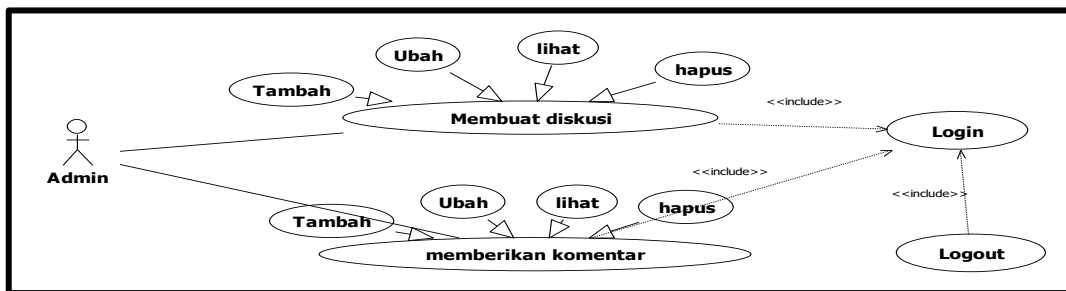 Ubah
lihat
hapus
Tambah
Membuat diskusi
<<include>>
Login
Admin
<<include>>
<<include>>
Tambah
Ubah
lihat
hapus
memberikan komentar
Logout